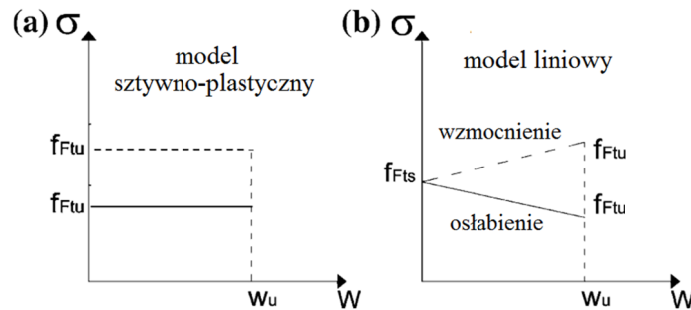 (a) σ
model
sztywno-plastyczny
fFtu
fFtu
wu
W
(b) σ
model liniowy
wzmocnienie
fFtu
fFts
fFtu
osłabienie
wu
W